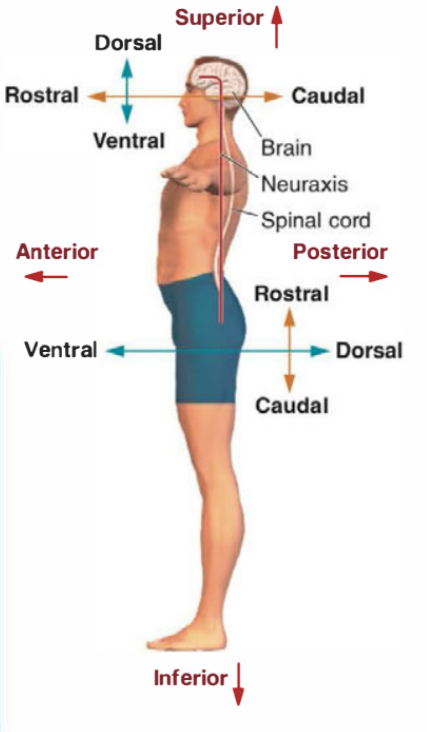 Superior
Dorsal
Rostral
Caudal
Ventral
Brain
Neuraxis
Spinal cord
Anterior
Posterior
Rostral
Ventral
Dorsal
Caudal
Inferior